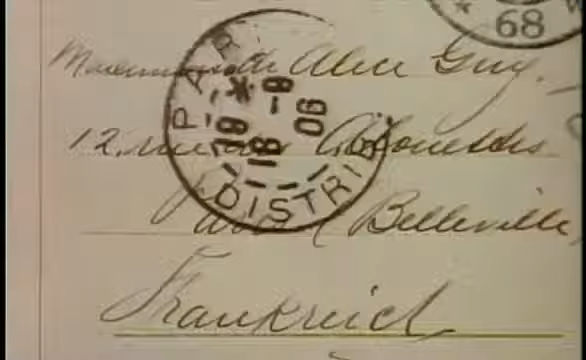 68
Mademoiselle Alice Guy.
12. rue des Alouettes
PARIS DISTRIB
18 - 8 06
Paris (Belleville
Frankreich